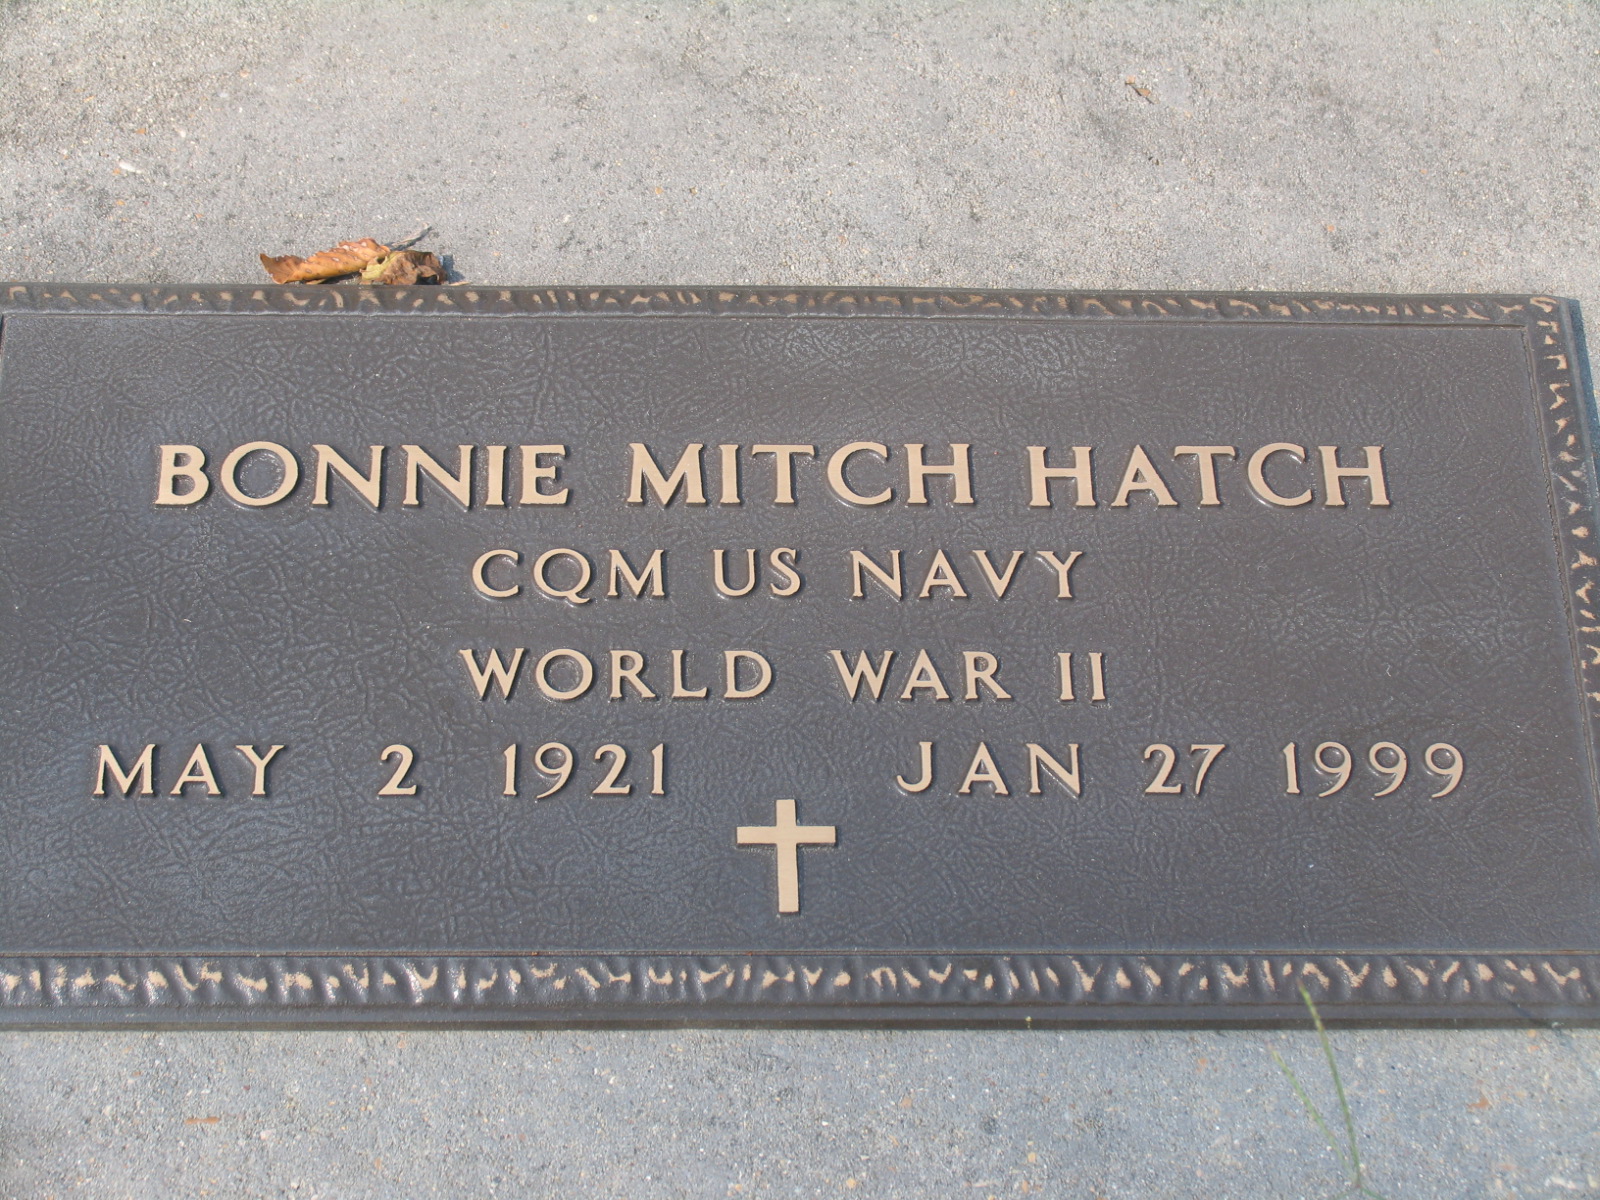 BONNIE MITCH HATCH
CQM US NAVY
WORLD WAR II
MAY 2 1921 JAN 27 1999